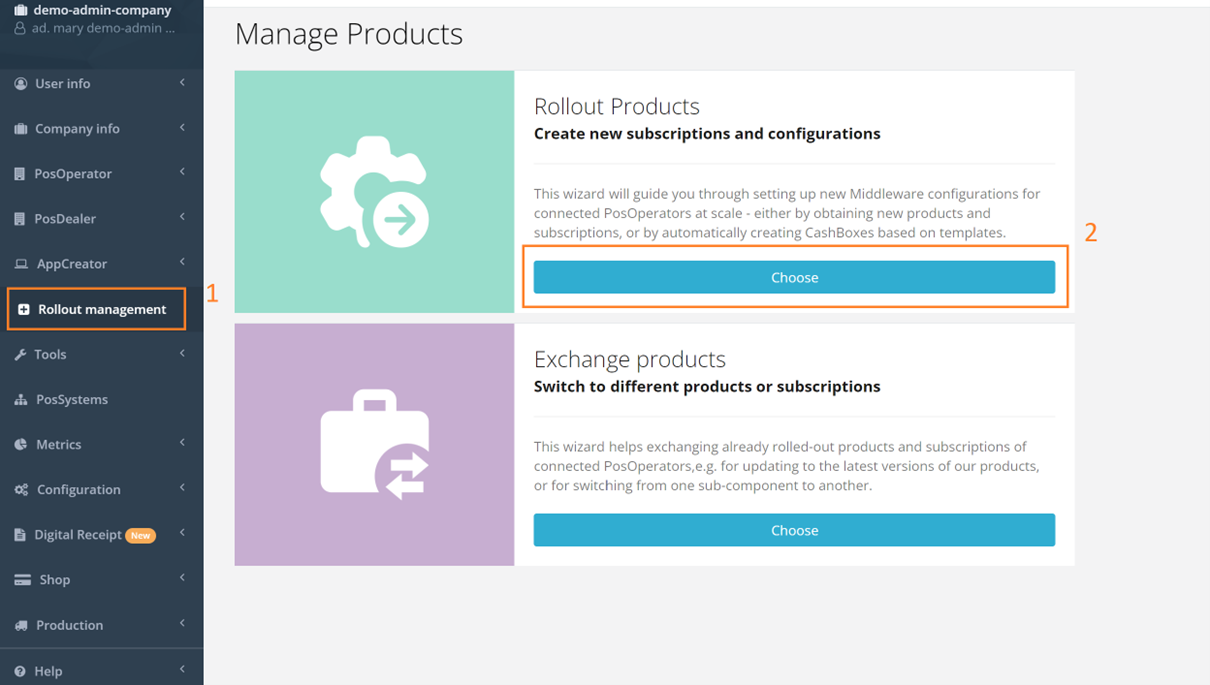 demo-admin-company
ad. mary demo-admin ...
User info
Company info
PosOperator
PosDealer
AppCreator
Rollout management
1
Tools
PosSystems
Metrics
Configuration
Digital Receipt New
Shop
Production
Help
Manage Products
Rollout Products
Create new subscriptions and configurations
This wizard will guide you through setting up new Middleware configurations for
connected PosOperators at scale - either by obtaining new products and
subscriptions, or by automatically creating CashBoxes based on templates.
2
Choose
Exchange products
Switch to different products or subscriptions
This wizard helps exchanging already rolled-out products and subscriptions of
connected PosOperators,e.g. for updating to the latest versions of our products,
or for switching from one sub-component to another.
Choose